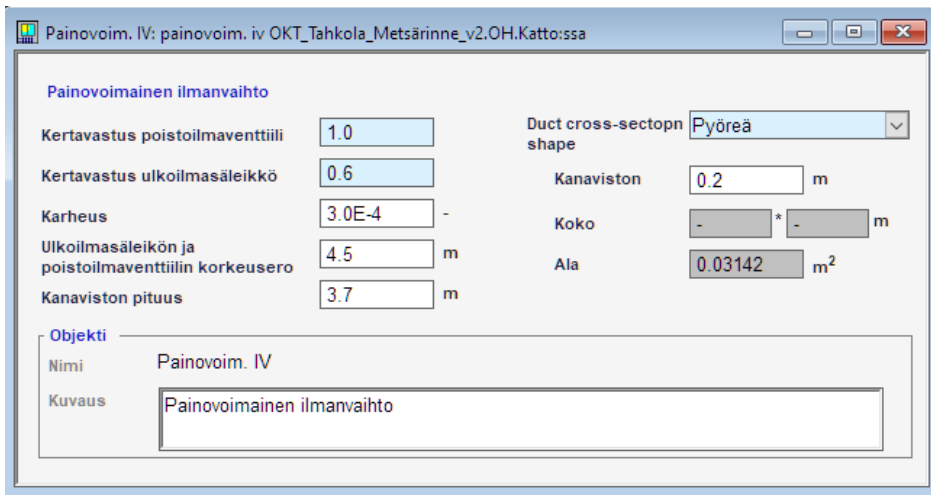 Painovoim. IV: painovoim. iv OKT_Tahkola_Metsärinne_v2.OH.Katto:ssa
Painovoimainen ilmanvaihto
Kertavastus poistoilmaventtiili 1.0
Kertavastus ulkoilmasäleikkö 0.6
Karheus 3.0E-4 -
Ulkoilmasäleikön ja
poistoilmaventtiilin korkeusero 4.5 m
Kanaviston pituus 3.7 m
Duct cross-sectopn Pyöreä
shape
Kanaviston 0.2 m
Koko - * - m
Ala 0.03142 m²
Objekti
Nimi Painovoim. IV
Kuvaus Painovoimainen ilmanvaihto